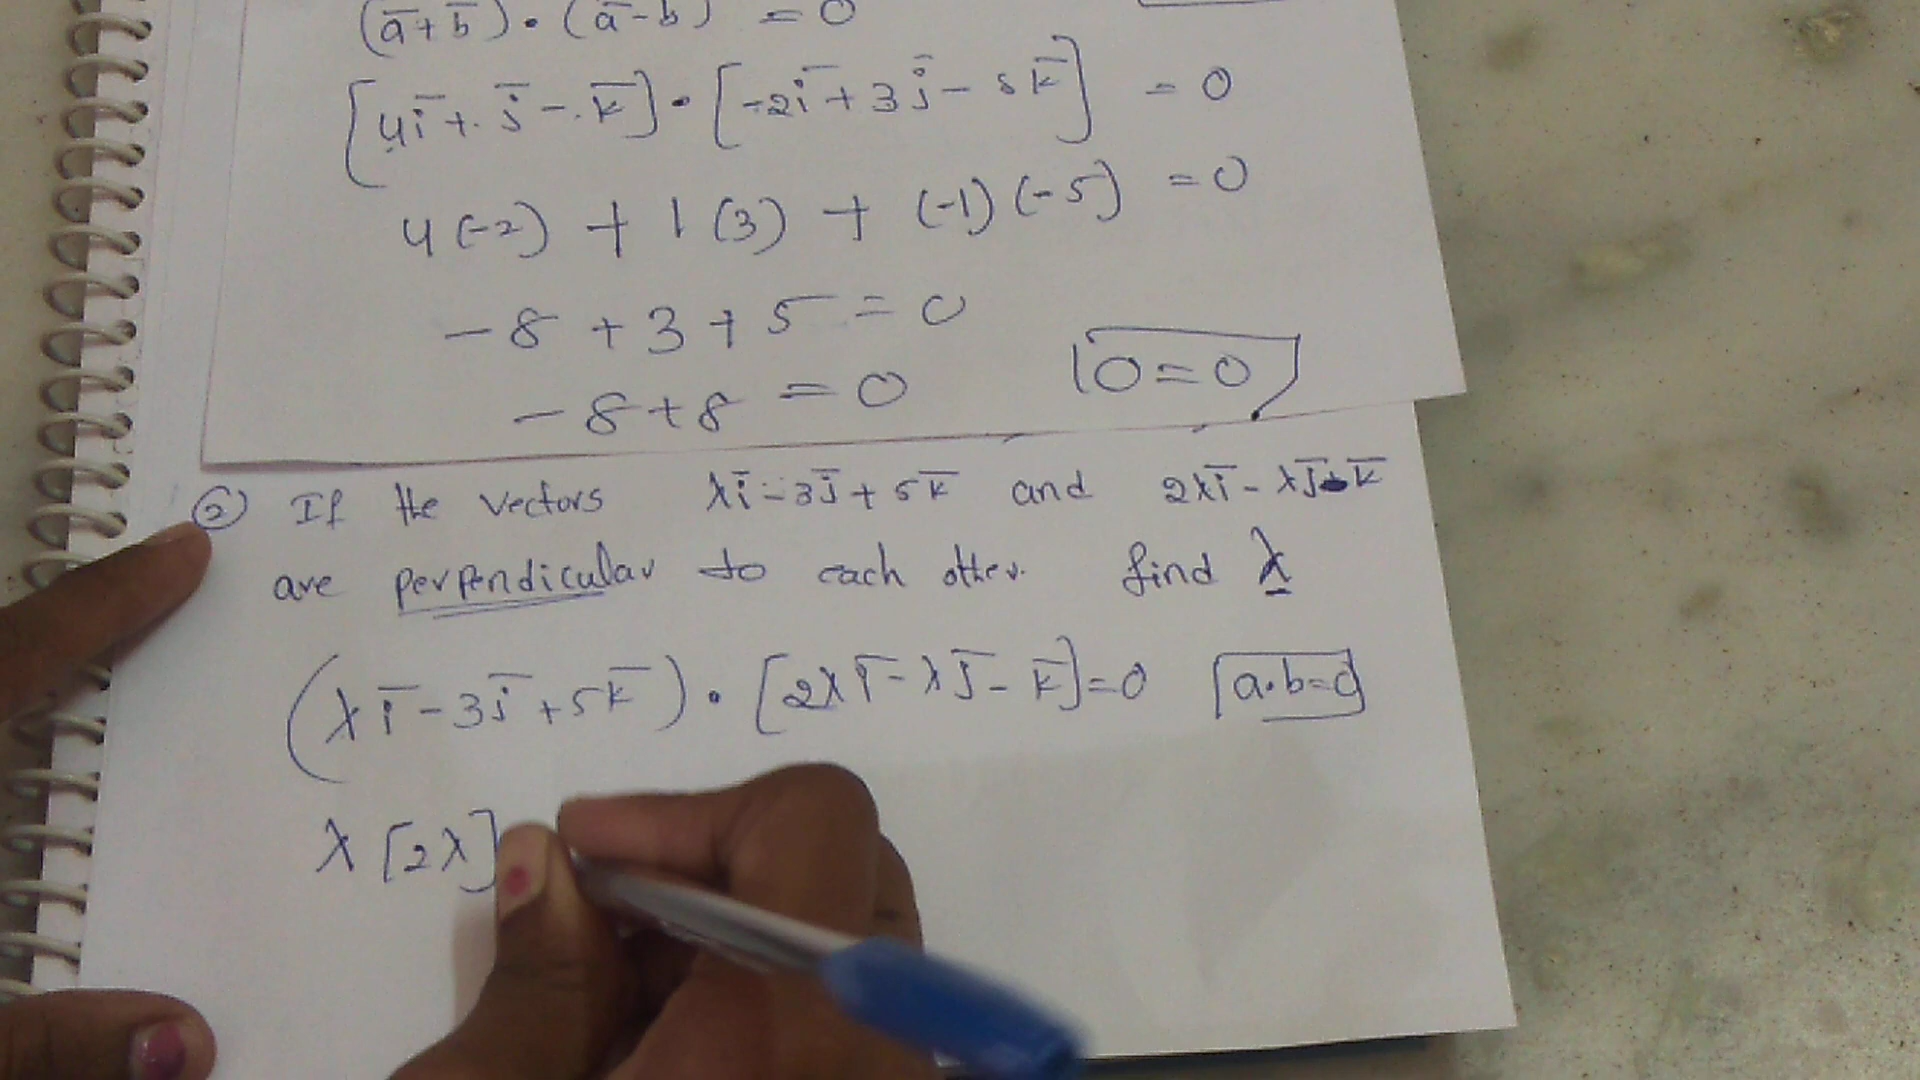 (a̅+b̅)·(a̅-b) = 0
[4i̅+j̅-k̅]·[-2i̅+3j̅-5k̅] = 0
4(-2) + 1(3) + (-1)(-5) = 0
-8 + 3 + 5 = 0
-8 + 8 = 0 0=0
② If the vectors λi̅-3j̅+5k̅ and 2λi̅-λj̅-k̅
are perpendicular to each other. find λ
(λi̅-3j̅+5k̅)·[2λi̅-λj̅-k̅]=0 a·b=0
λ[2λ]